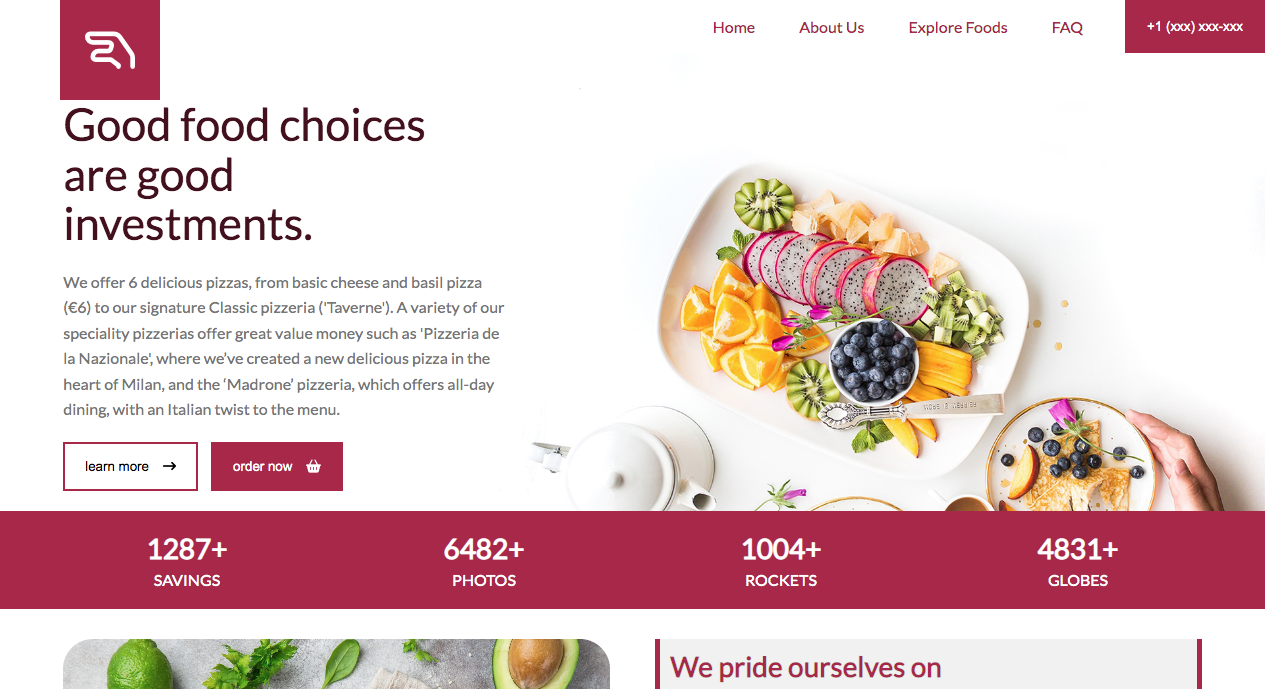 Home About Us Explore Foods FAQ +1 (xxx) xxx-xxx
Good food choices
are good
investments.
We offer 6 delicious pizzas, from basic cheese and basil pizza
(€6) to our signature Classic pizzeria ('Taverne'). A variety of our
speciality pizzerias offer great value money such as 'Pizzeria de
la Nazionale', where we’ve created a new delicious pizza in the
heart of Milan, and the ‘Madrone’ pizzeria, which offers all-day
dining, with an Italian twist to the menu.
learn more order now
1287+ 6482+ 1004+ 4831+
SAVINGS PHOTOS ROCKETS GLOBES
We pride ourselves on